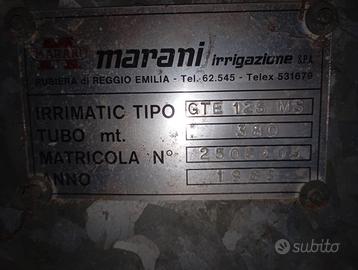 MARANI marani irrigazione S.P.A.
RUBIERA di REGGIO EMILIA - Tel. 62.545 - Telex 531679
IRRIMATIC TIPO GTE 125 MS
TUBO mt. 380
MATRICOLA N°
ANNO
subito